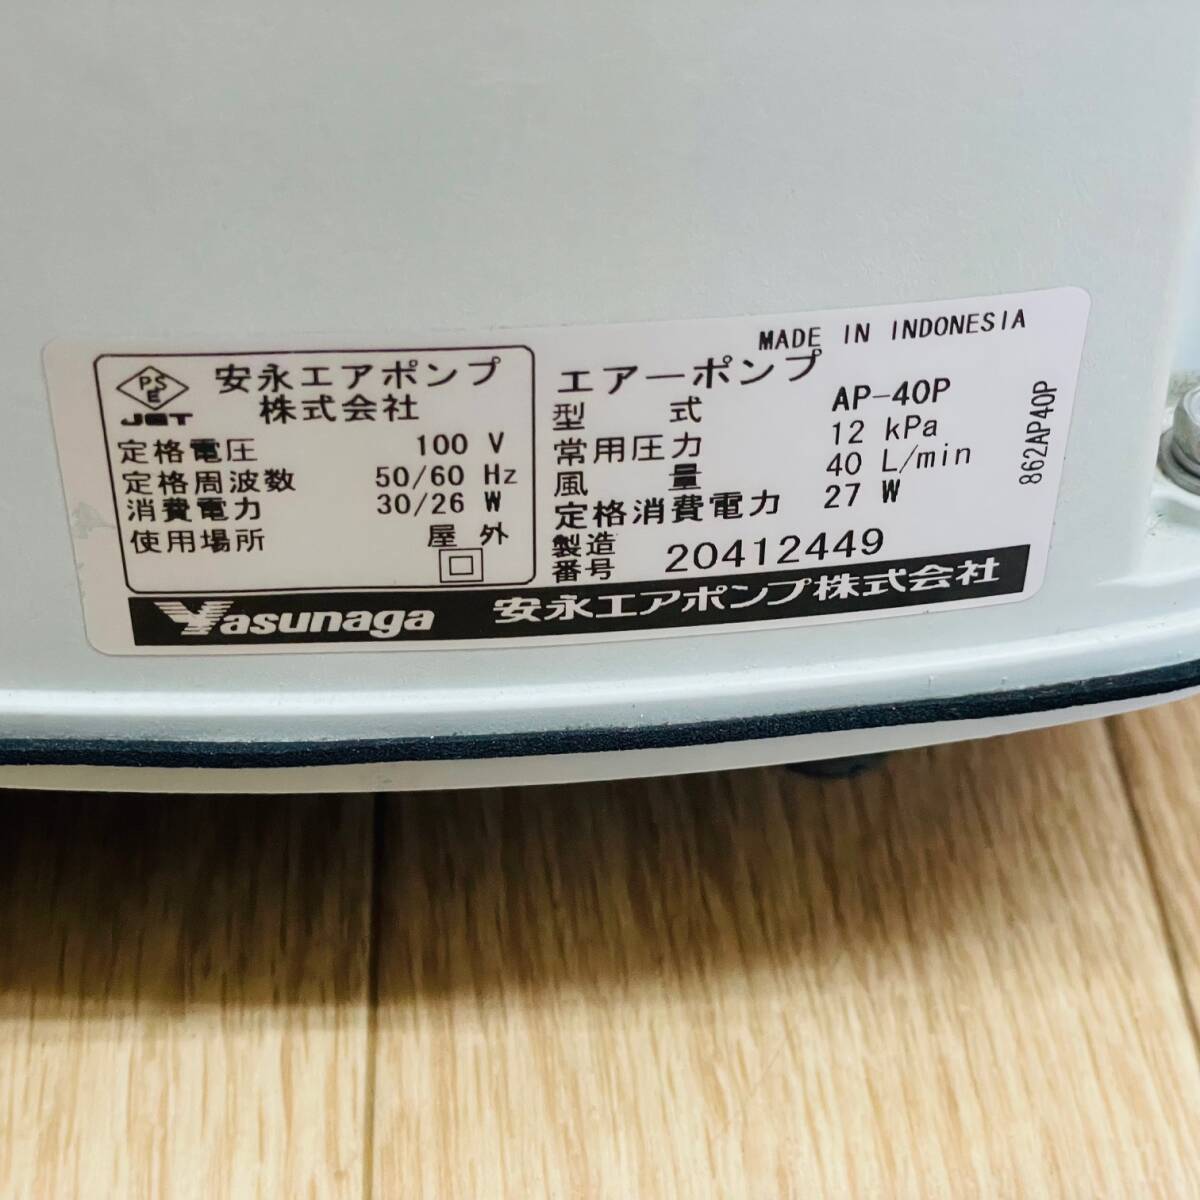 MADE IN INDONESIA
PS
E
JET
安永エアポンプ
株式会社
定格電圧 100 V
定格周波数 50/60 Hz
消費電力 30/26 W
使用場所 屋外
エアーポンプ
型式 AP-40P
常用圧力 12 kPa
風量 40 L/min
定格消費電力 27 W
製造
番号 20412449
862AP40P
Yasunaga 安永エアポンプ株式会社